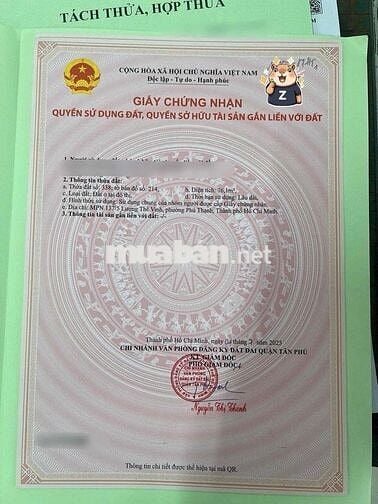 TÁCH THỬA, HỢP THỬA
CỘNG HÒA XÃ HỘI CHỦ NGHĨA VIỆT NAM
Độc lập - Tự do - Hạnh phúc
Z
GIẤY CHỨNG NHẬN
QUYỀN SỬ DỤNG ĐẤT, QUYỀN SỞ HỮU TÀI SẢN GẮN LIỀN VỚI ĐẤT
2. Thông tin thửa đất:
a. Thửa đất số: 338; tờ bản đồ số: 214,
b. Diện tích: 76,1m²,
c. Loại đất: Đất ở tại đô thị,
d. Thời hạn sử dụng: Lâu dài,
đ. Hình thức sử dụng: Sử dụng chung của nhóm người được cấp Giấy chứng nhận,
e. Địa chỉ: MPN 137/5 Lương Thế Vinh, phường Phú Thạnh, Thành phố Hồ Chí Minh.
3. Thông tin tài sản gắn liền với đất: -/-
muaban.net
Thành phố Hồ Chí Minh, ngày
tháng
năm 2025
CHI NHÁNH VĂN PHÒNG ĐĂNG KÝ ĐẤT ĐAI QUẬN TÂN PHÚ
KT. GIÁM ĐỐC
PHÓ GIÁM ĐỐC
Nguyễn Thị Thanh
Thông tin chi tiết được thể hiện tại mã QR.